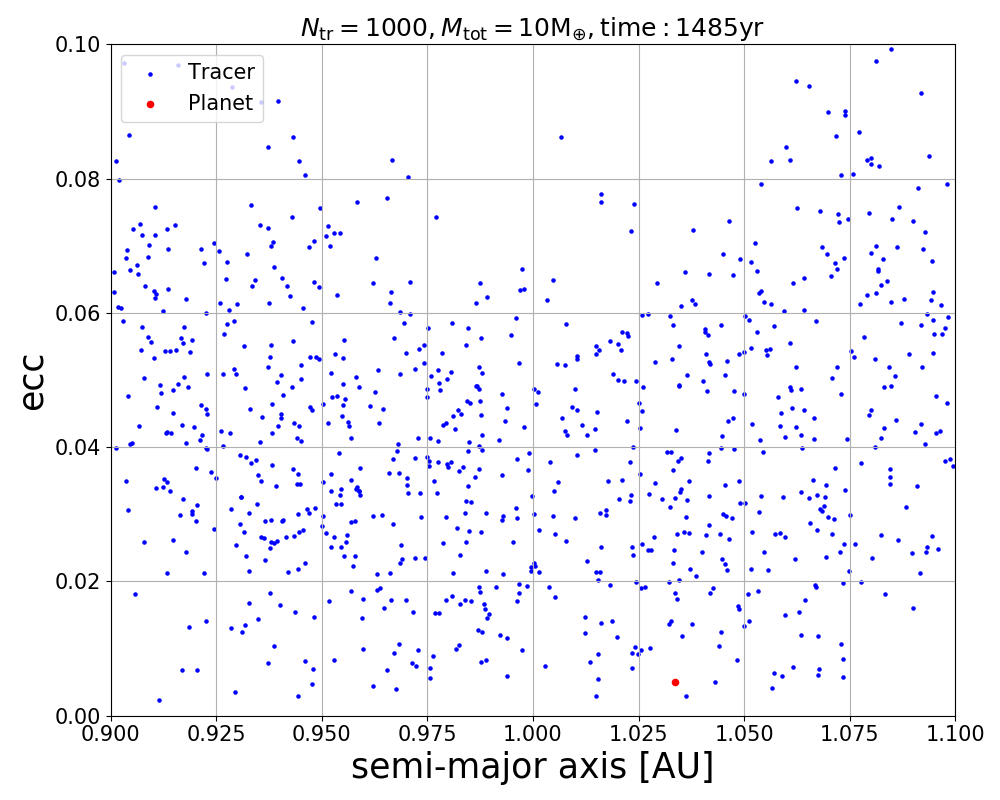 N_tr = 1000, M_tot = 10M_⊕, time : 1485yr
Tracer
Planet
ecc
0.10
0.08
0.06
0.04
0.02
0.00
0.900 0.925 0.950 0.975 1.000 1.025 1.050 1.075 1.100
semi-major axis [AU]